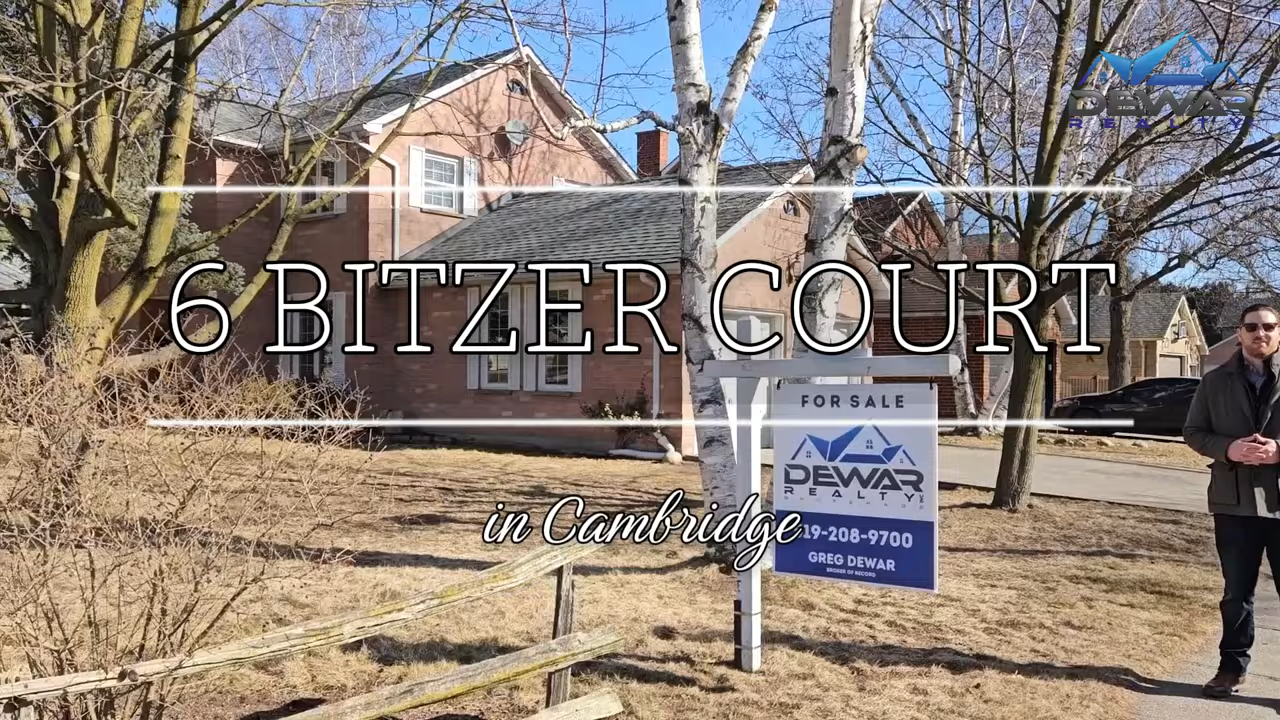 DEWAR
REALTY
6 BITZER COURT
in Cambridge
FOR SALE
DEWAR
REALTY
19-208-9700
GREG DEWAR
BROKER OF RECORD